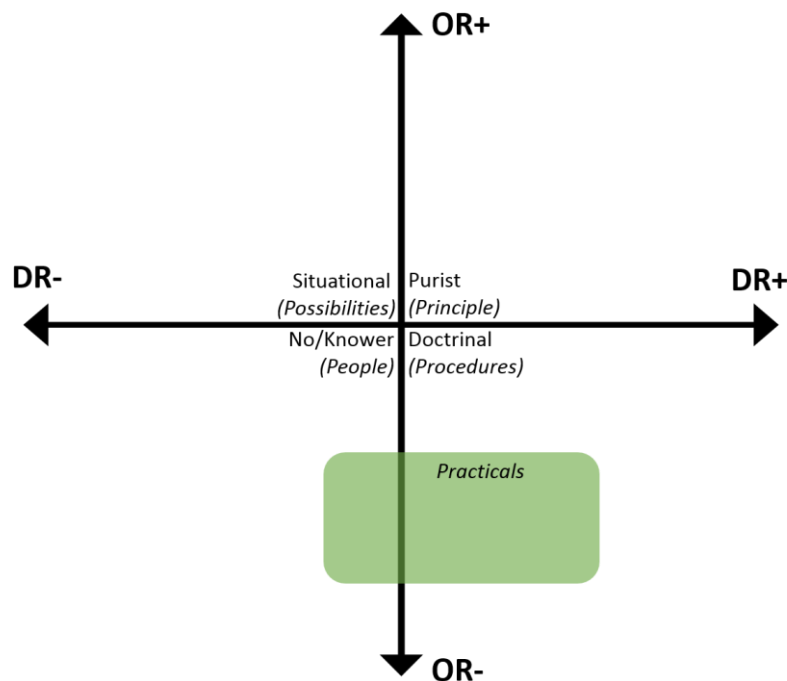 OR+
DR-
Situational
(Possibilities)
Purist
(Principle)
DR+
No/Knower
(People)
Doctrinal
(Procedures)
Practicals
OR-